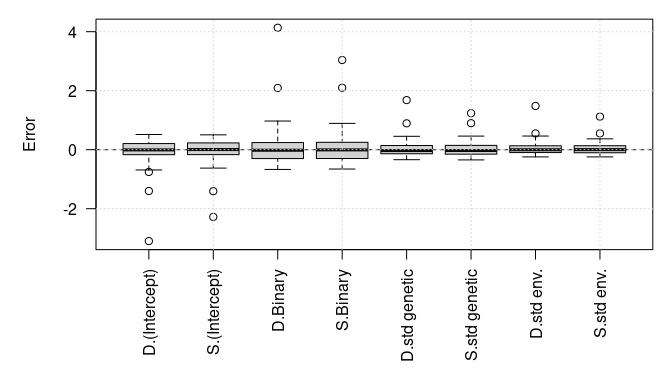 4
2
0
-2
Error
D.(Intercept)
S.(Intercept)
D.Binary
S.Binary
D.std genetic
S.std genetic
D.std env.
S.std env.